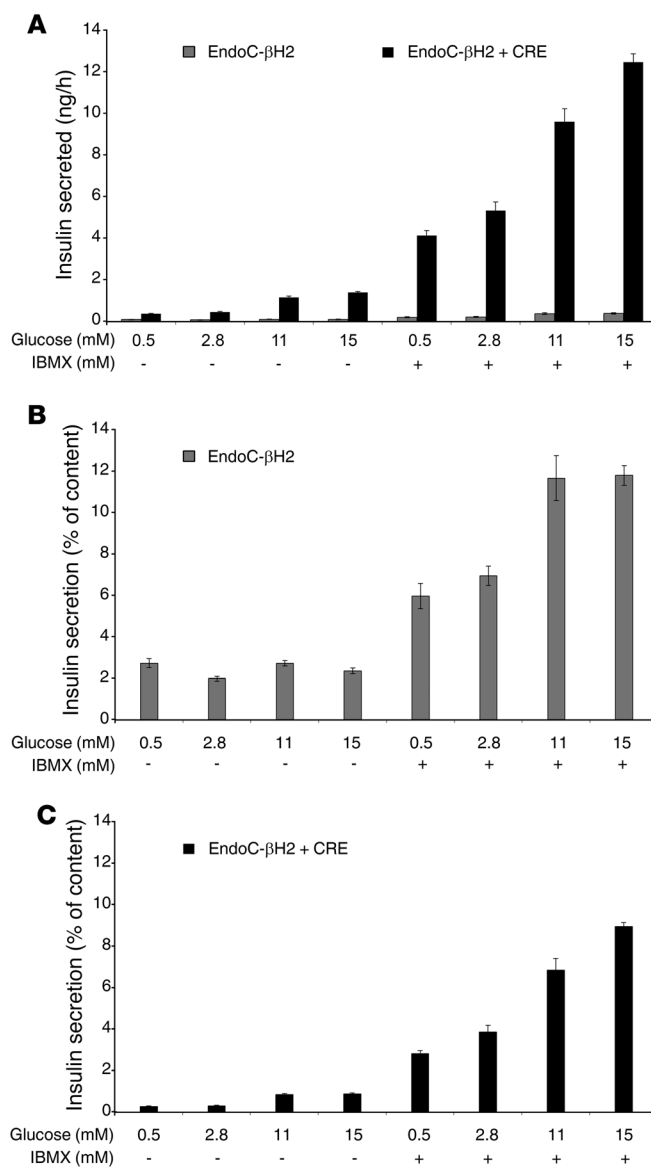 A
EndoC-βH2
EndoC-βH2 + CRE
Insulin secreted (ng/h)
14
12
10
8
6
4
2
0
Glucose (mM) 0.5 2.8 11 15 0.5 2.8 11 15
IBMX (mM) - - - - + + + +
B
EndoC-βH2
Insulin secretion (% of content)
14
12
10
8
6
4
2
0
Glucose (mM) 0.5 2.8 11 15 0.5 2.8 11 15
IBMX (mM) - - - - + + + +
C
EndoC-βH2 + CRE
Insulin secretion (% of content)
14
12
10
8
6
4
2
0
Glucose (mM) 0.5 2.8 11 15 0.5 2.8 11 15
IBMX (mM) - - - - + + + +